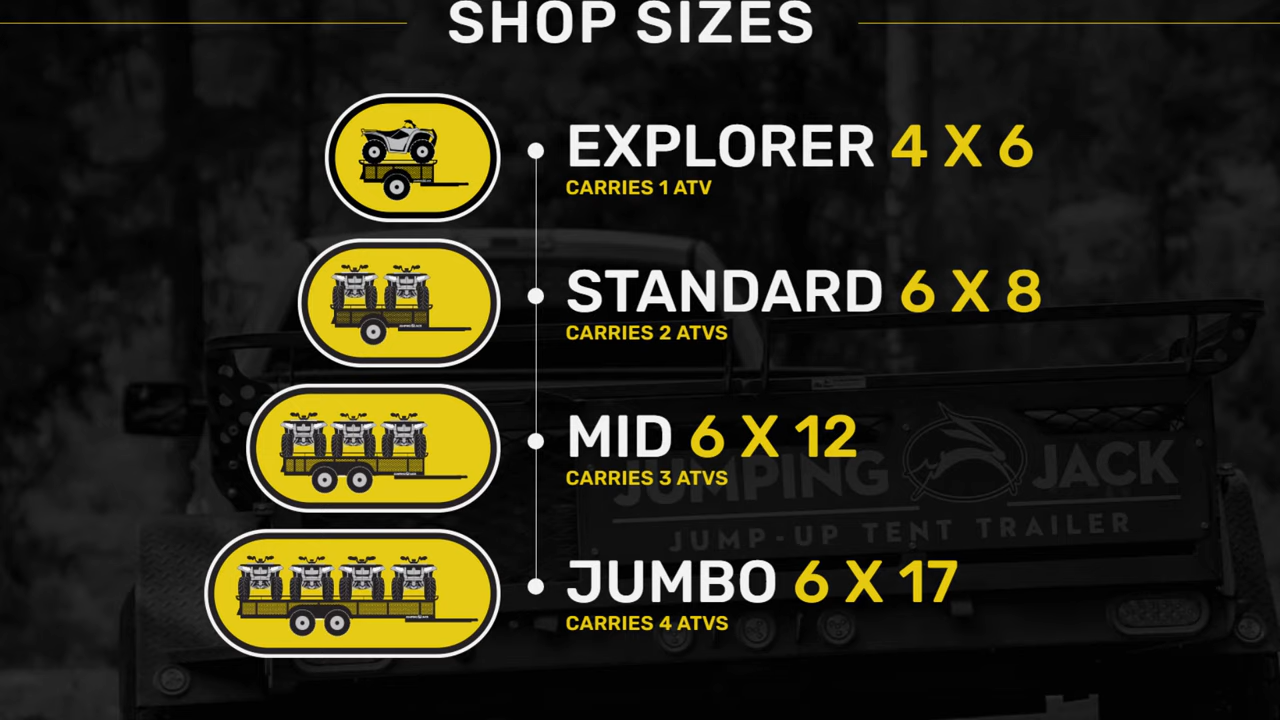 SHOP SIZES
EXPLORER 4 X 6
CARRIES 1 ATV
STANDARD 6 X 8
CARRIES 2 ATVS
MID 6 X 12
CARRIES 3 ATVS
JUMPING JACK
JUMP-UP TENT TRAILER
JUMBO 6 X 17
CARRIES 4 ATVS